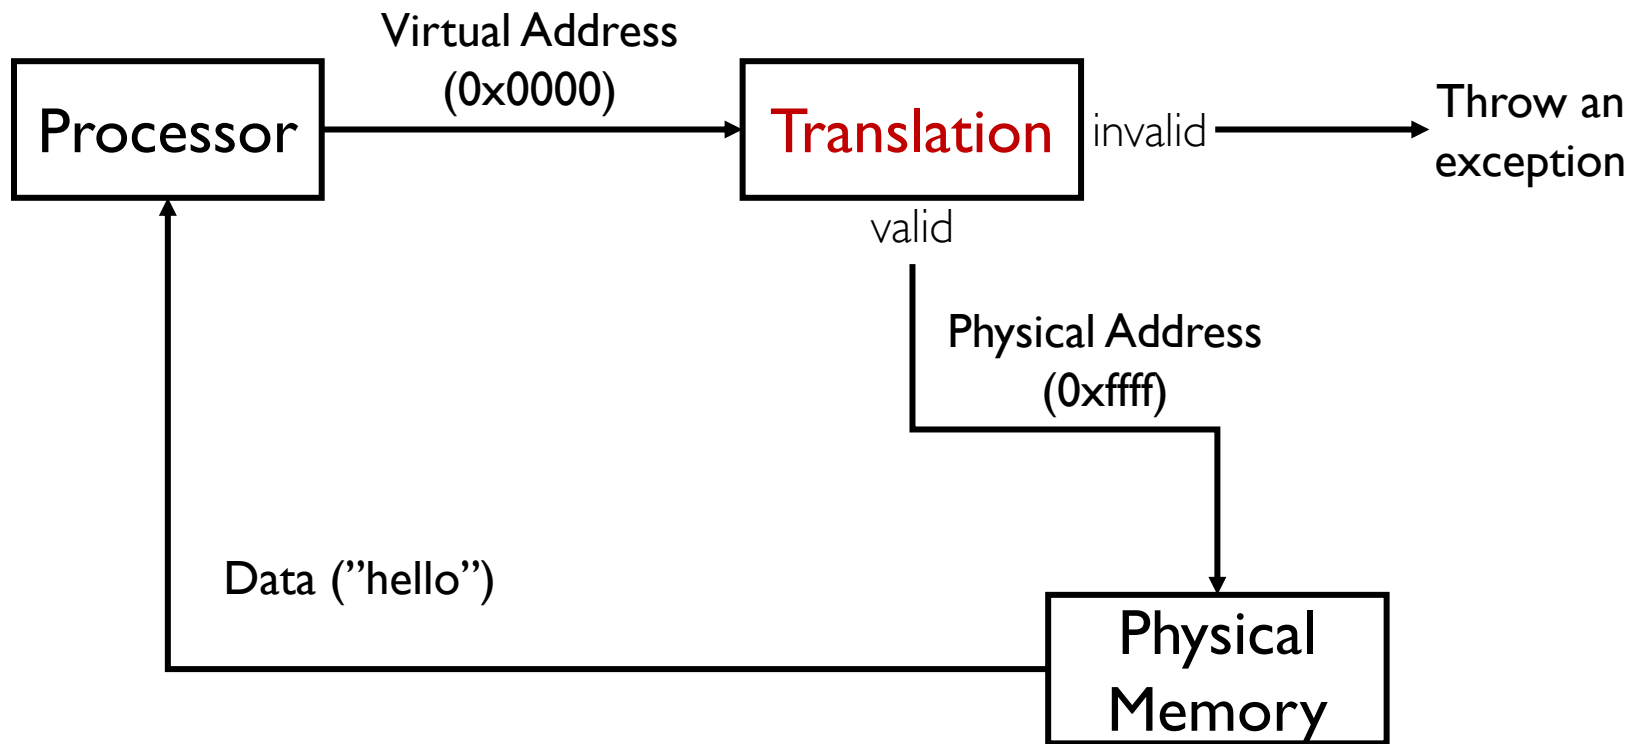 Virtual Address
(0x0000)
Processor
Translation
invalid
Throw an
exception
valid
Physical Address
(0xffff)
Data (”hello”)
Physical
Memory